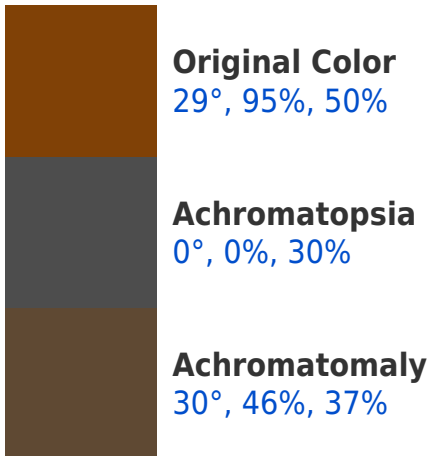 Original Color
29°, 95%, 50%
Achromatopsia
0°, 0%, 30%
Achromatomaly
30°, 46%, 37%